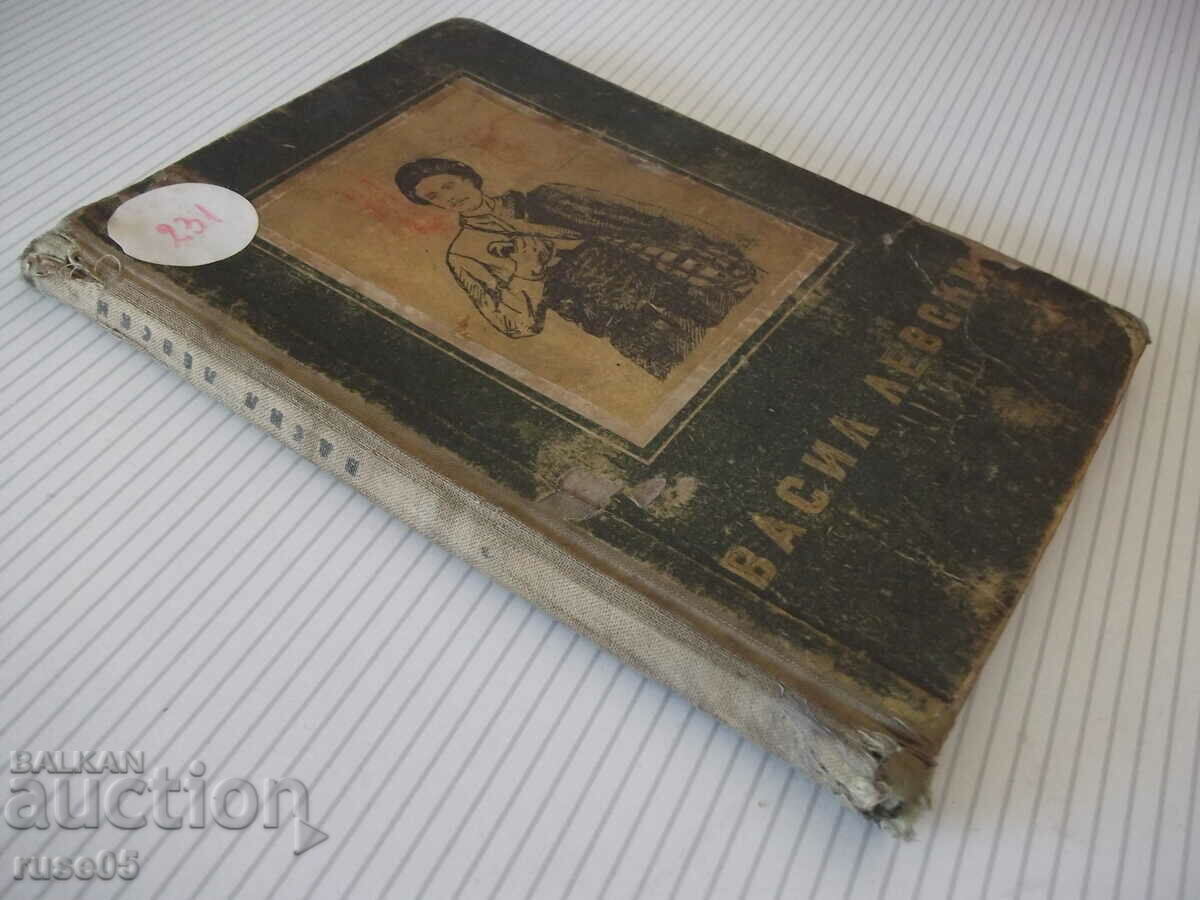 231
ВАСИЛ ЛЕВСКИ
ВАСИЛ ЛЕВСКИ
BALKAN
auction
ruse05